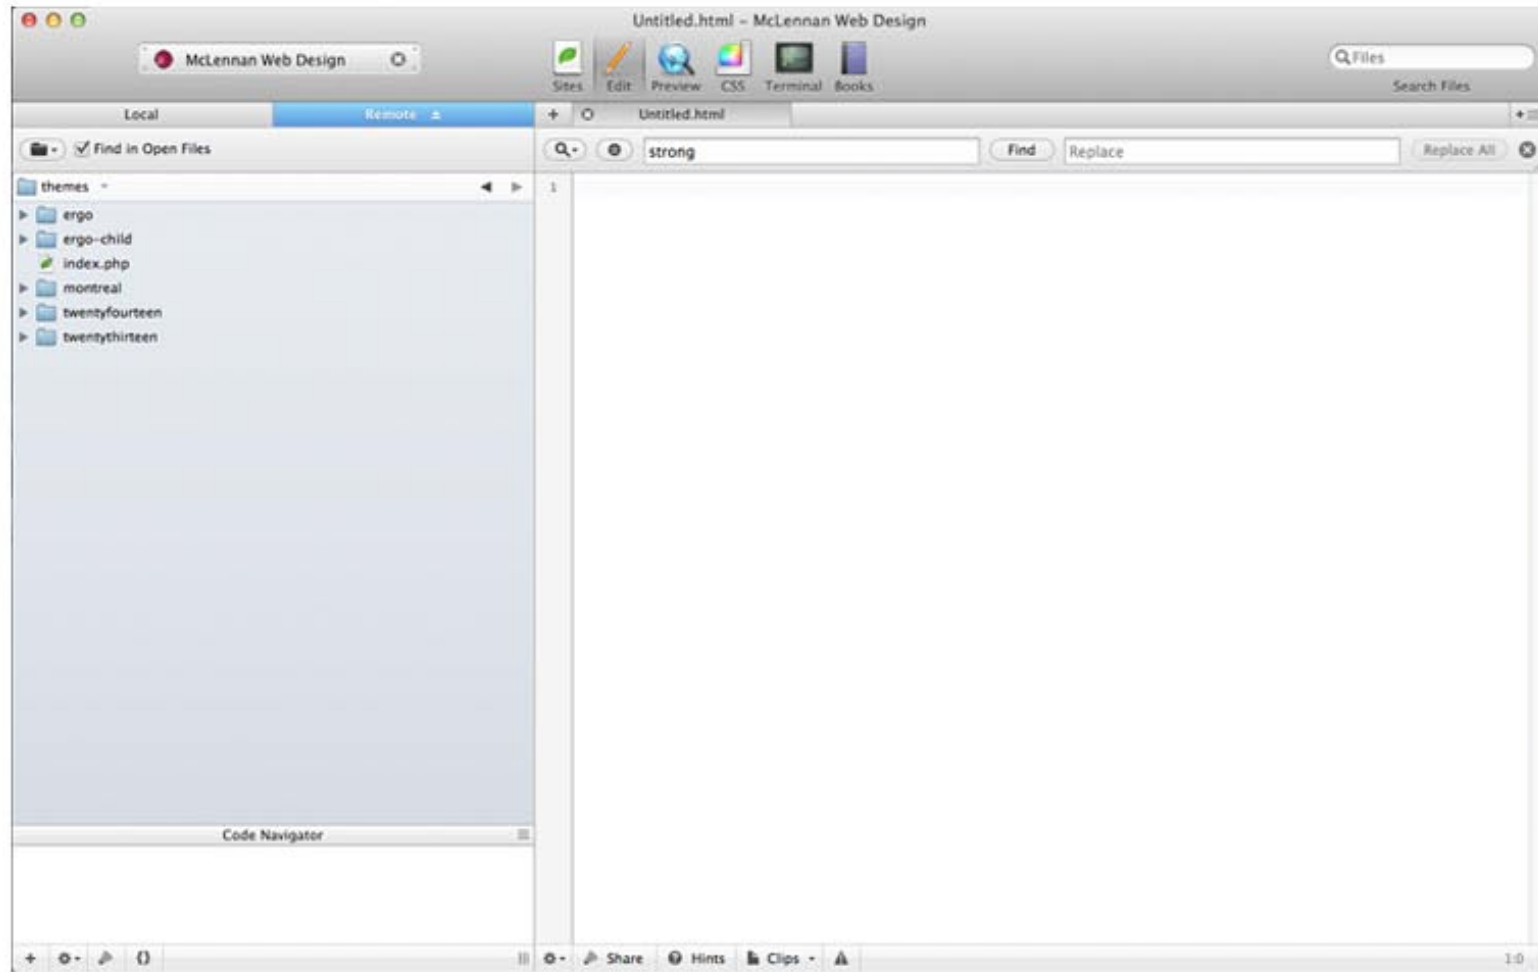 Untitled.html – McLennan Web Design
McLennan Web Design
Files
Sites Edit Preview CSS Terminal Books
Search Files
Local Remote
+ Untitled.html
Find in Open Files
strong Find Replace Replace All
themes
1
ergo
ergo-child
index.php
montreal
twentyfourteen
twentythirteen
Code Navigator
+ {} Share Hints Clips 1:0